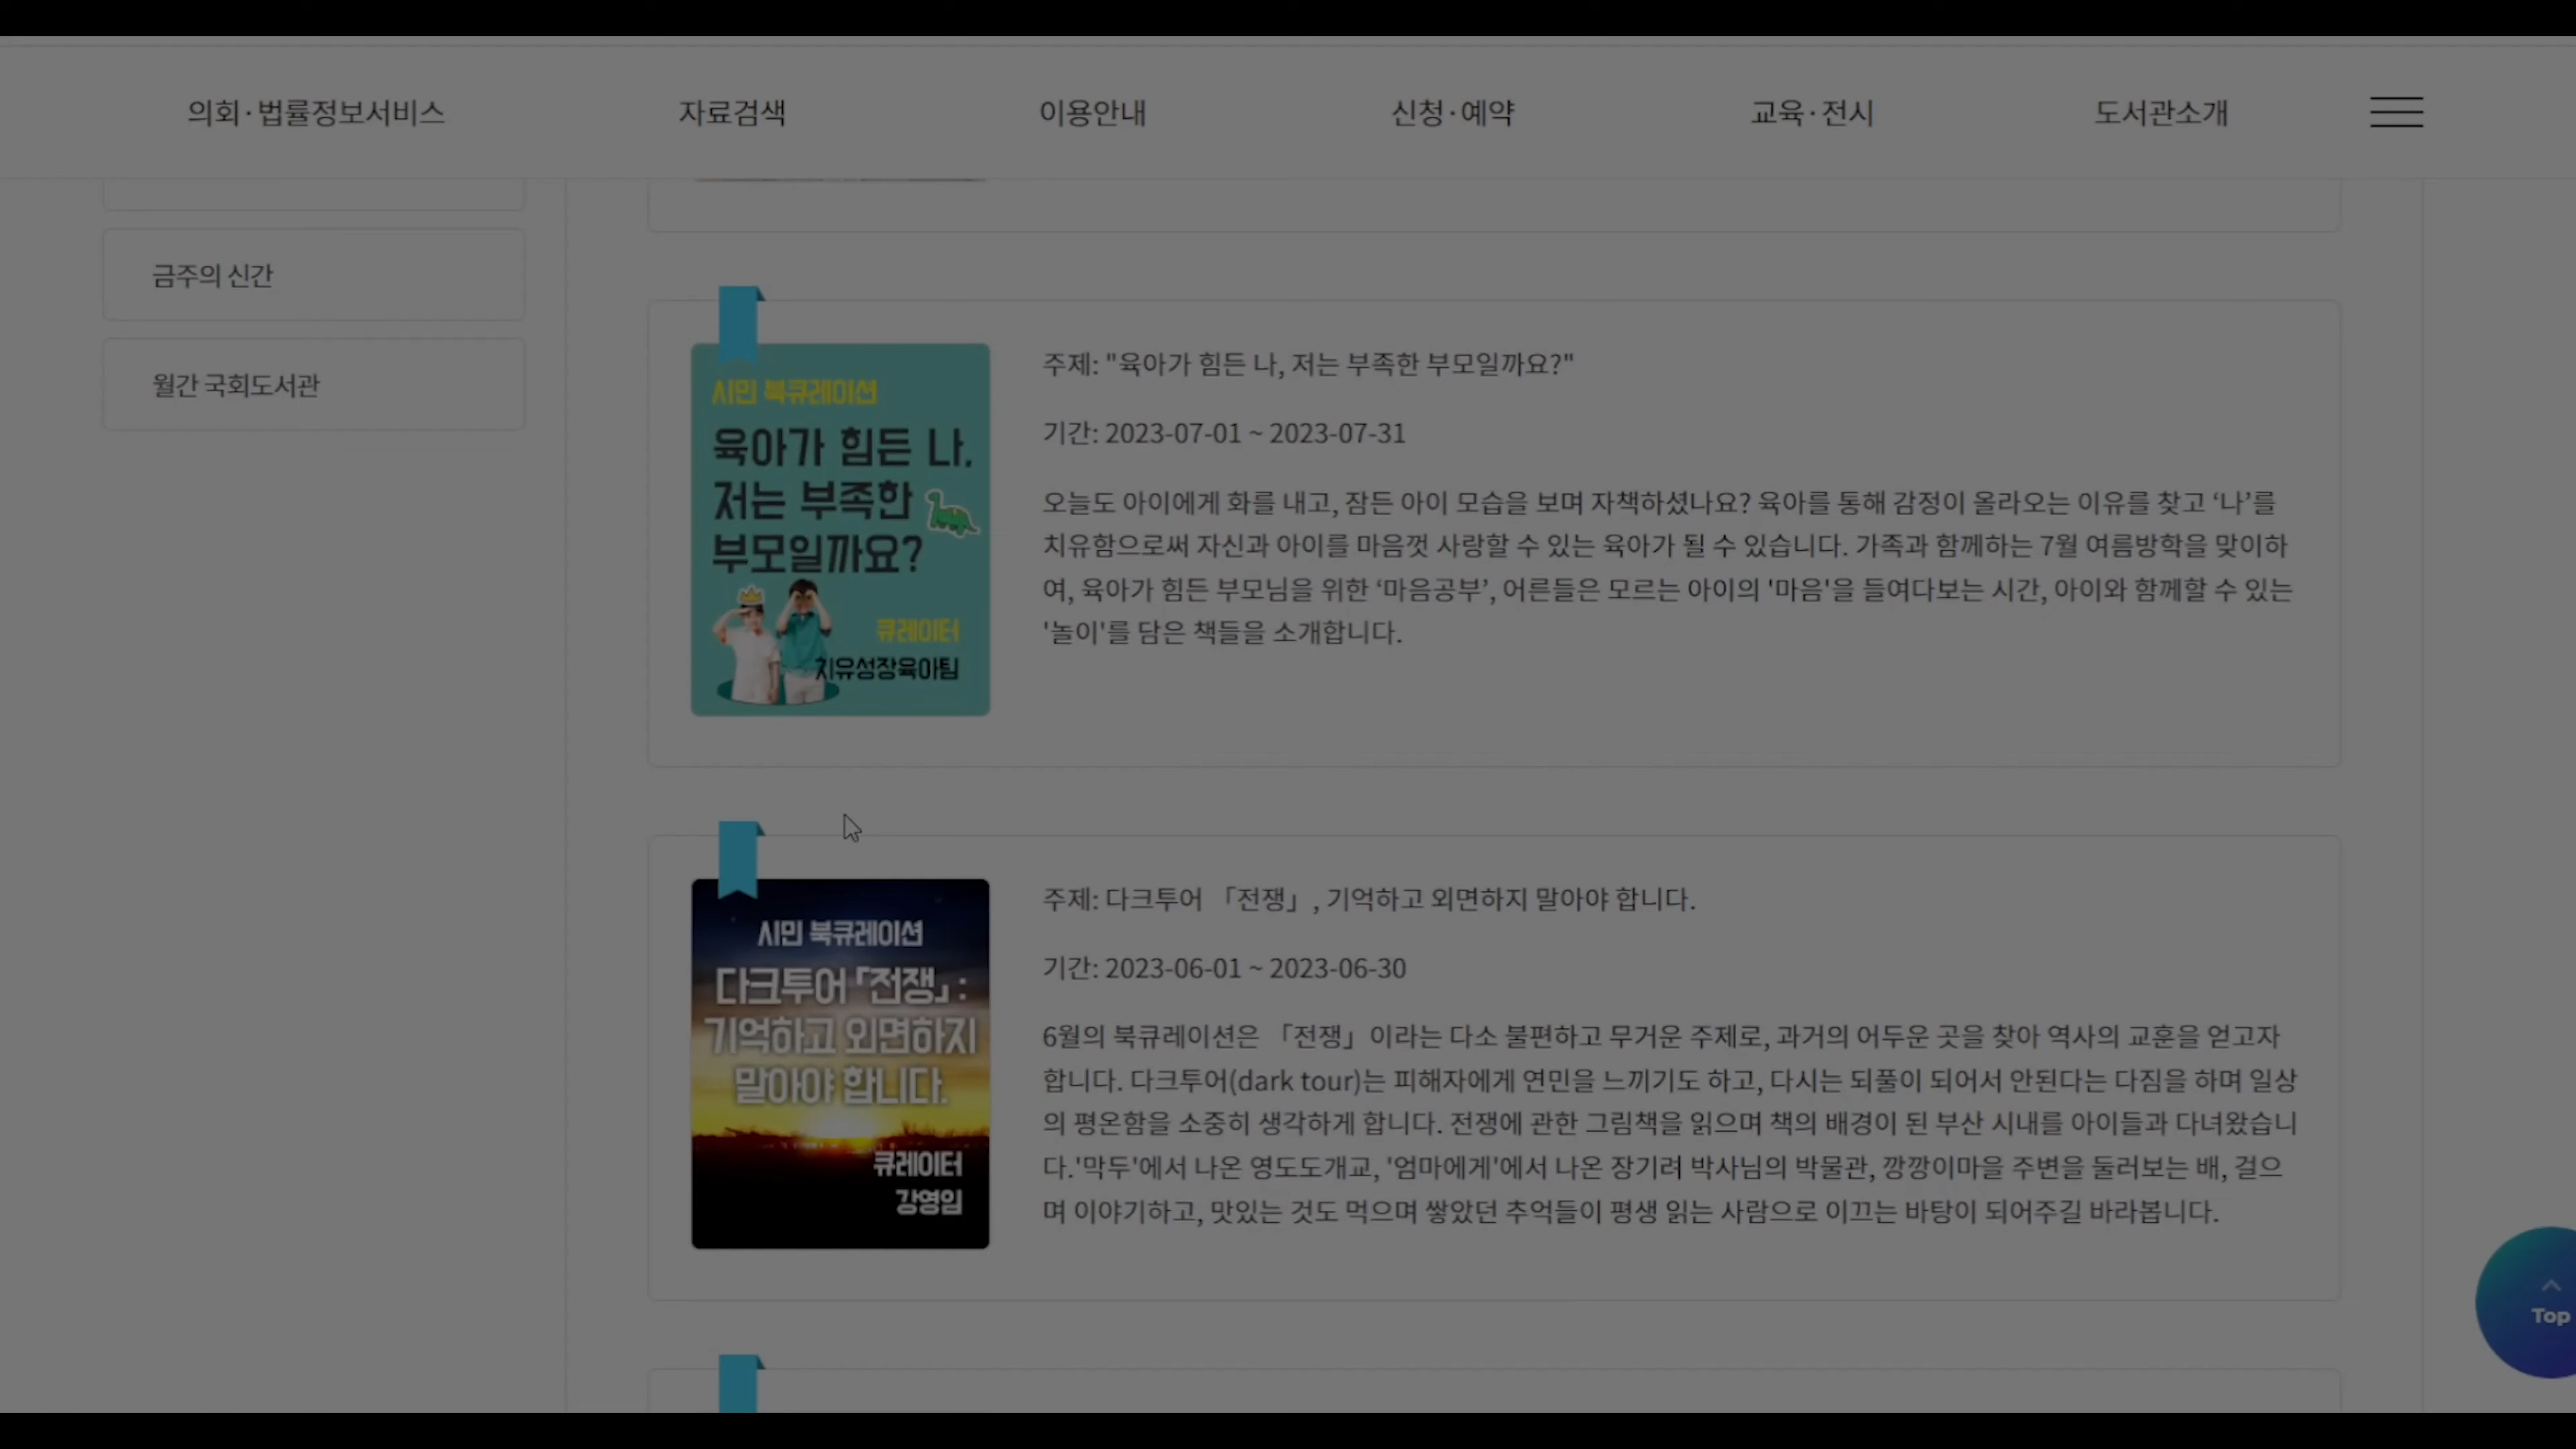 의회·법률정보서비스
자료검색
이용안내
신청·예약
교육·전시
도서관소개
금주의 신간
월간 국회도서관
시민 북큐레이션
육아가 힘든 나,
저는 부족한
부모일까요?
큐레이터
치유성장육아팀
주제: "육아가 힘든 나, 저는 부족한 부모일까요?"
기간: 2023-07-01 ~ 2023-07-31
오늘도 아이에게 화를 내고, 잠든 아이 모습을 보며 자책하셨나요? 육아를 통해 감정이 올라오는 이유를 찾고 ‘나’를
치유함으로써 자신과 아이를 마음껏 사랑할 수 있는 육아가 될 수 있습니다. 가족과 함께하는 7월 여름방학을 맞이하
여, 육아가 힘든 부모님을 위한 ‘마음공부’, 어른들은 모르는 아이의 '마음'을 들여다보는 시간, 아이와 함께할 수 있는
'놀이'를 담은 책들을 소개합니다.
시민 북큐레이션
다크투어「전쟁」:
기억하고 외면하지
말아야 합니다.
큐레이터
강영임
주제: 다크투어 「전쟁」, 기억하고 외면하지 말아야 합니다.
기간: 2023-06-01 ~ 2023-06-30
6월의 북큐레이션은 「전쟁」이라는 다소 불편하고 무거운 주제로, 과거의 어두운 곳을 찾아 역사의 교훈을 얻고자
합니다. 다크투어(dark tour)는 피해자에게 연민을 느끼기도 하고, 다시는 되풀이 되어서 안된다는 다짐을 하며 일상
의 평온함을 소중히 생각하게 합니다. 전쟁에 관한 그림책을 읽으며 책의 배경이 된 부산 시내를 아이들과 다녀왔습니
다.'막두'에서 나온 영도도개교, '엄마에게'에서 나온 장기려 박사님의 박물관, 깡깡이마을 주변을 둘러보는 배, 걸으
며 이야기하고, 맛있는 것도 먹으며 쌓았던 추억들이 평생 읽는 사람으로 이끄는 바탕이 되어주길 바라봅니다.
Top